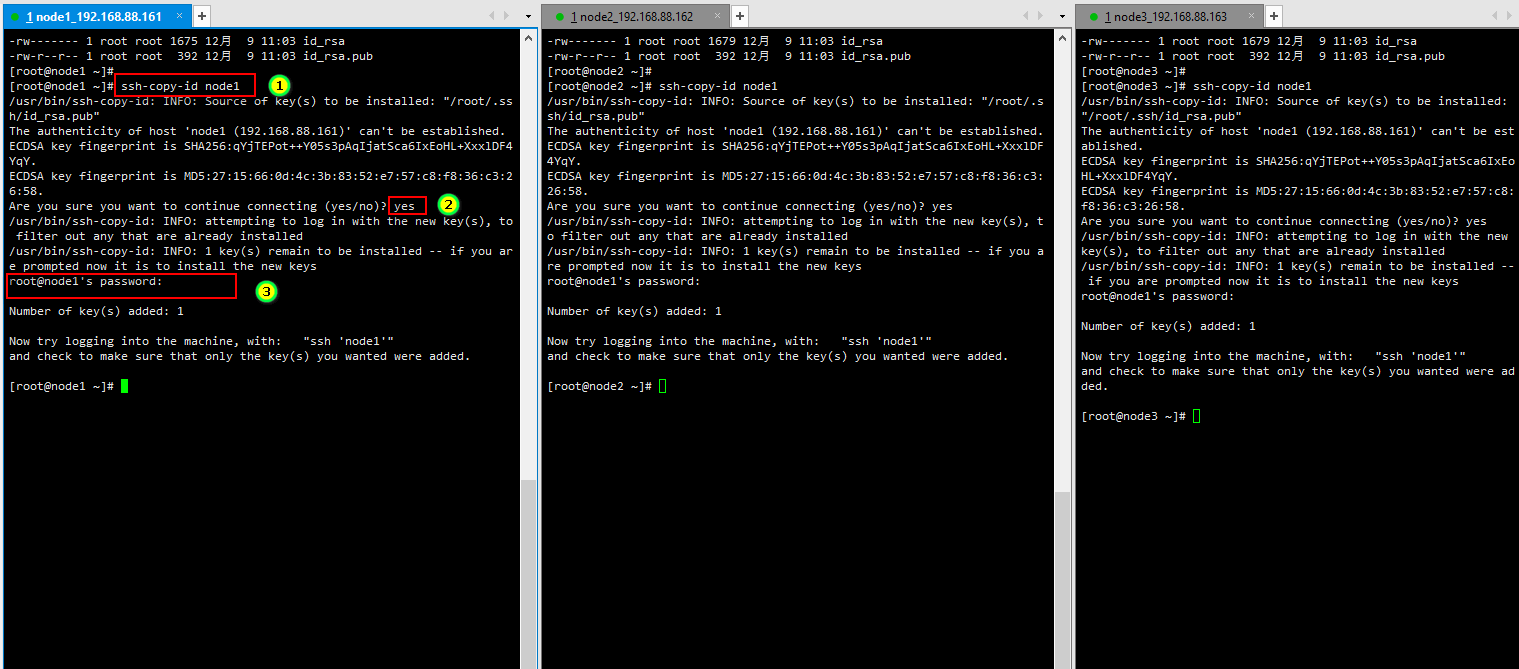 1 node1_192.168.88.161 × +
-rw------- 1 root root 1675 12月  9 11:03 id_rsa
-rw-r--r-- 1 root root  392 12月  9 11:03 id_rsa.pub
[root@node1 ~]#
[root@node1 ~]# ssh-copy-id node1
1
/usr/bin/ssh-copy-id: INFO: Source of key(s) to be installed: "/root/.ss
h/id_rsa.pub"
The authenticity of host 'node1 (192.168.88.161)' can't be established.
ECDSA key fingerprint is SHA256:qYjTEPot++Y05s3pAqIjatSca6IxEoHL+XxxlDF4
YqY.
ECDSA key fingerprint is MD5:27:15:66:0d:4c:3b:83:52:e7:57:c8:f8:36:c3:2
6:58.
Are you sure you want to continue connecting (yes/no)? yes
2
/usr/bin/ssh-copy-id: INFO: attempting to log in with the new key(s), to
 filter out any that are already installed
/usr/bin/ssh-copy-id: INFO: 1 key(s) remain to be installed -- if you ar
e prompted now it is to install the new keys
root@node1's password:
3
Number of key(s) added: 1
Now try logging into the machine, with:   "ssh 'node1'"
and check to make sure that only the key(s) you wanted were added.
[root@node1 ~]#
1 node2_192.168.88.162 × +
-rw------- 1 root root 1679 12月  9 11:03 id_rsa
-rw-r--r-- 1 root root  392 12月  9 11:03 id_rsa.pub
[root@node2 ~]#
[root@node2 ~]# ssh-copy-id node1
/usr/bin/ssh-copy-id: INFO: Source of key(s) to be installed: "/root/.s
sh/id_rsa.pub"
The authenticity of host 'node1 (192.168.88.161)' can't be established.
ECDSA key fingerprint is SHA256:qYjTEPot++Y05s3pAqIjatSca6IxEoHL+XxxlDF
4YqY.
ECDSA key fingerprint is MD5:27:15:66:0d:4c:3b:83:52:e7:57:c8:f8:36:c3:
26:58.
Are you sure you want to continue connecting (yes/no)? yes
/usr/bin/ssh-copy-id: INFO: attempting to log in with the new key(s), t
o filter out any that are already installed
/usr/bin/ssh-copy-id: INFO: 1 key(s) remain to be installed -- if you a
re prompted now it is to install the new keys
root@node1's password:
Number of key(s) added: 1
Now try logging into the machine, with:   "ssh 'node1'"
and check to make sure that only the key(s) you wanted were added.
[root@node2 ~]#
1 node3_192.168.88.163 × +
-rw------- 1 root root 1679 12月  9 11:03 id_rsa
-rw-r--r-- 1 root root  392 12月  9 11:03 id_rsa.pub
[root@node3 ~]#
[root@node3 ~]# ssh-copy-id node1
/usr/bin/ssh-copy-id: INFO: Source of key(s) to be installed:
"/root/.ssh/id_rsa.pub"
The authenticity of host 'node1 (192.168.88.161)' can't be est
ablished.
ECDSA key fingerprint is SHA256:qYjTEPot++Y05s3pAqIjatSca6IxEo
HL+XxxlDF4YqY.
ECDSA key fingerprint is MD5:27:15:66:0d:4c:3b:83:52:e7:57:c8:
f8:36:c3:26:58.
Are you sure you want to continue connecting (yes/no)? yes
/usr/bin/ssh-copy-id: INFO: attempting to log in with the new
key(s), to filter out any that are already installed
/usr/bin/ssh-copy-id: INFO: 1 key(s) remain to be installed --
 if you are prompted now it is to install the new keys
root@node1's password:
Number of key(s) added: 1
Now try logging into the machine, with:   "ssh 'node1'"
and check to make sure that only the key(s) you wanted were ad
ded.
[root@node3 ~]#